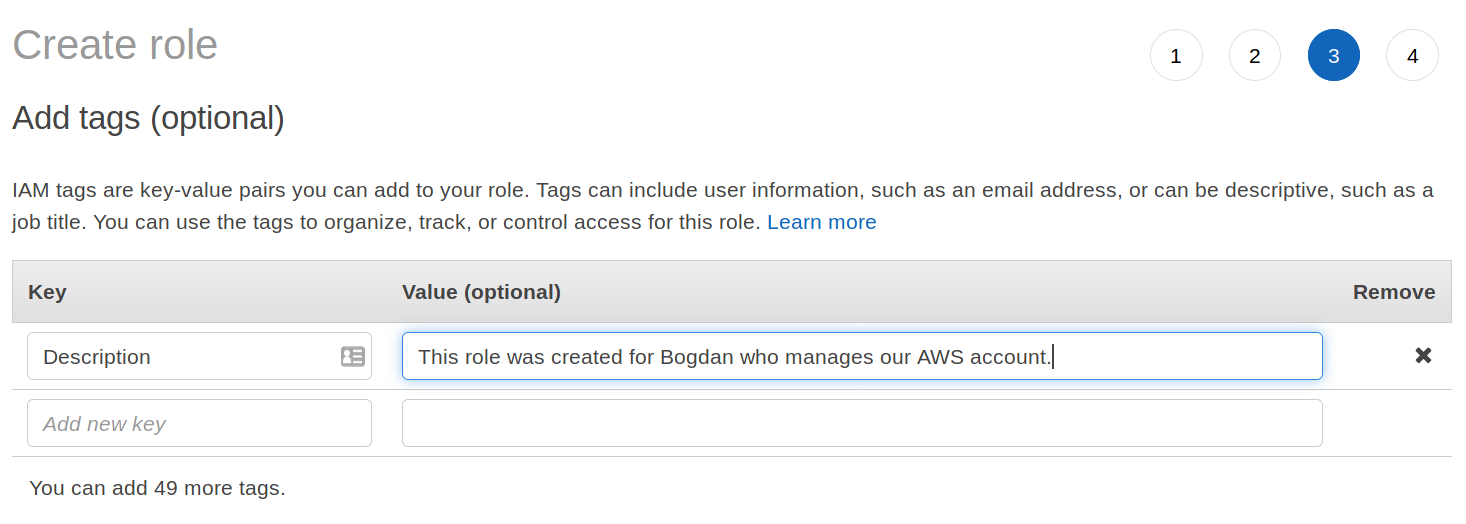 Create role
1 2 3 4
Add tags (optional)
IAM tags are key-value pairs you can add to your role. Tags can include user information, such as an email address, or can be descriptive, such as a
job title. You can use the tags to organize, track, or control access for this role. Learn more
Key Value (optional) Remove
Description This role was created for Bogdan who manages our AWS account.
Add new key
You can add 49 more tags.